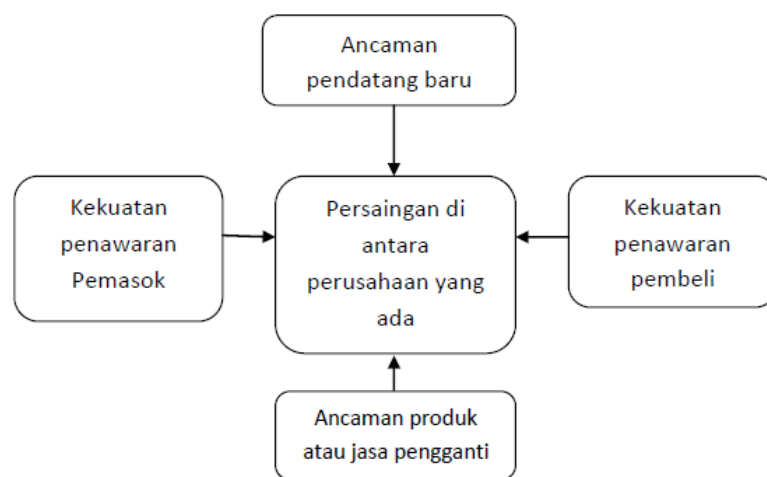 Ancaman
pendatang baru
Kekuatan
penawaran
Pemasok
Persaingan di
antara
perusahaan yang
ada
Kekuatan
penawaran
pembeli
Ancaman produk
atau jasa pengganti